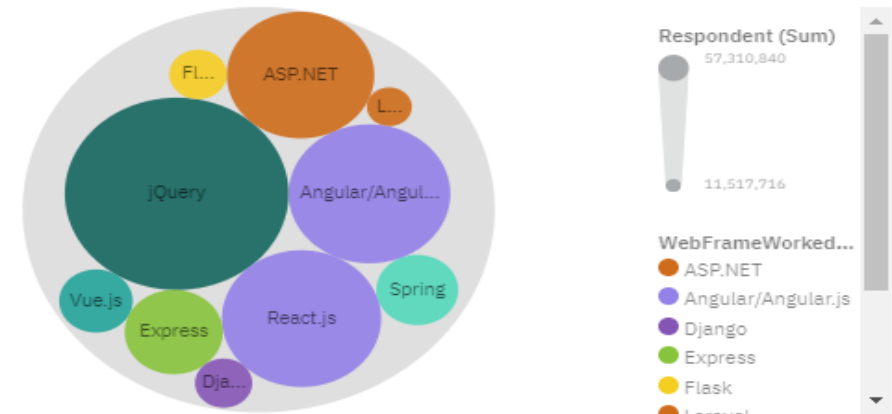 Fl...
ASP.NET
L...
jQuery
Angular/Angul...
Vue.js
Express
React.js
Spring
Dja...
Respondent (Sum)
57,310,840
11,517,716
WebFrameWorked...
ASP.NET
Angular/Angular.js
Django
Express
Flask
Laravel